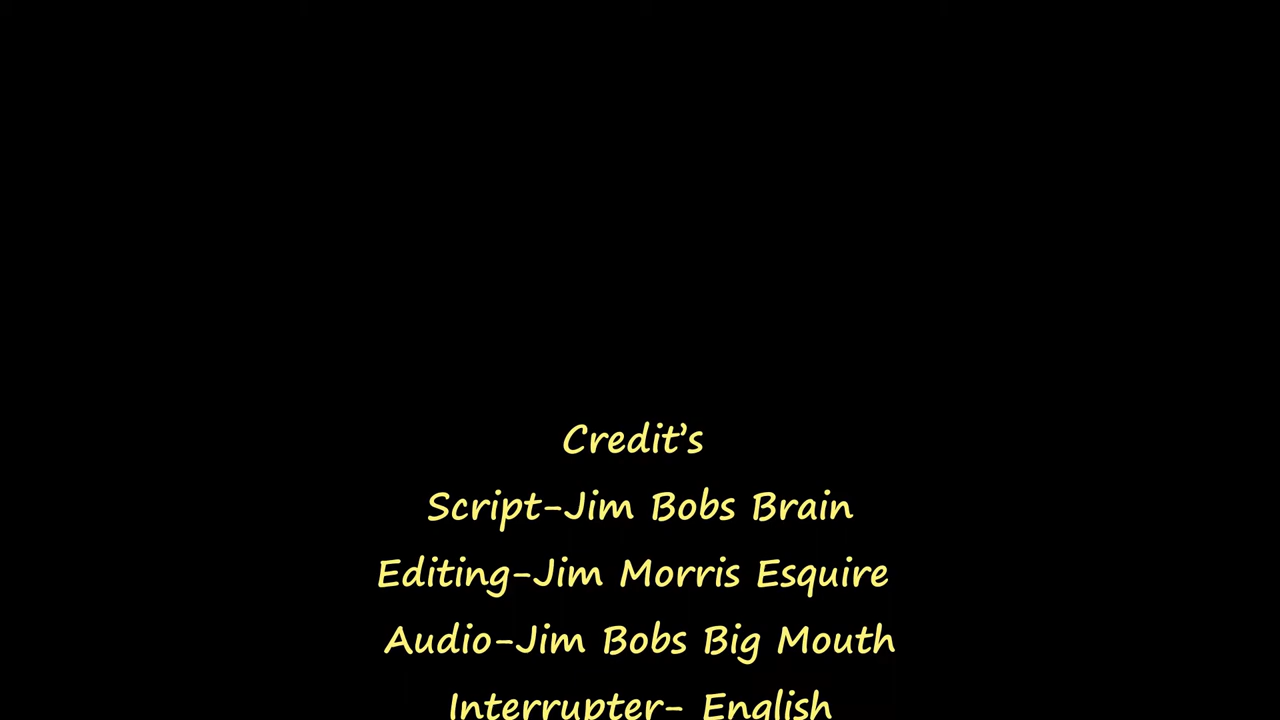 Credit’s
Script-Jim Bobs Brain
Editing-Jim Morris Esquire
Audio-Jim Bobs Big Mouth
Interrupter- English